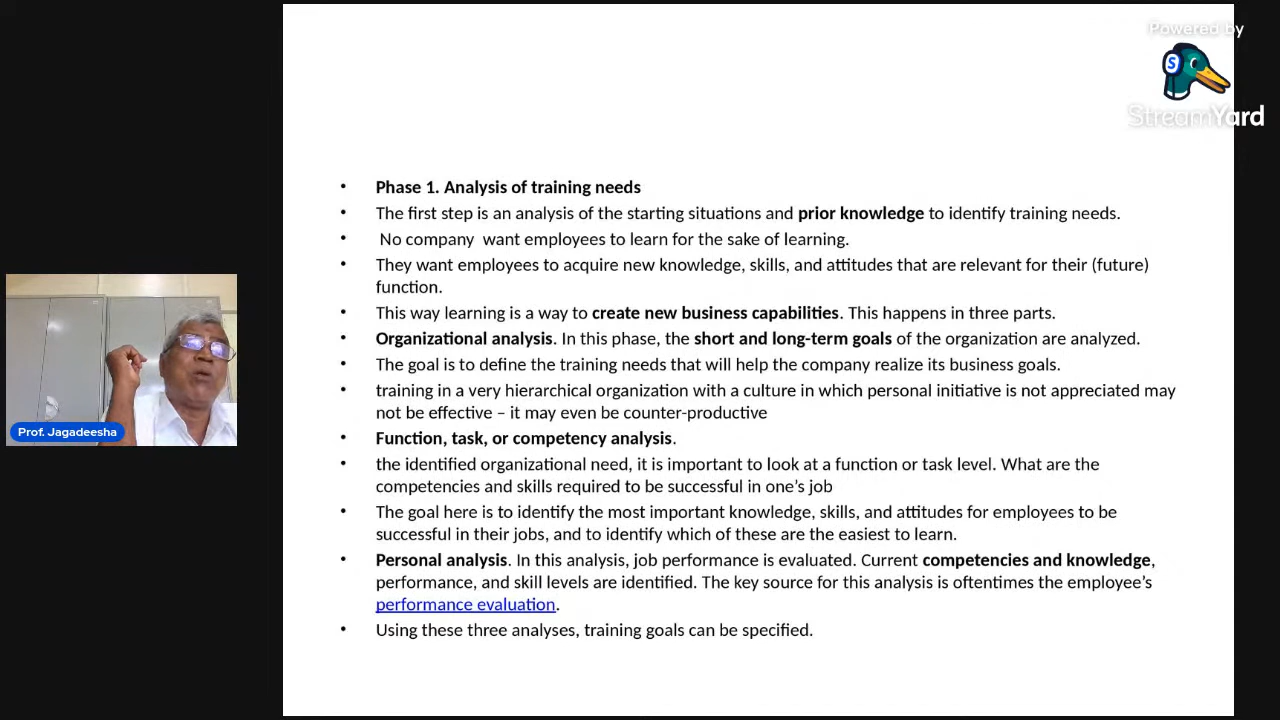 Powered by
StreamYard
• Phase 1. Analysis of training needs
• The first step is an analysis of the starting situations and prior knowledge to identify training needs.
• No company  want employees to learn for the sake of learning.
• They want employees to acquire new knowledge, skills, and attitudes that are relevant for their (future)
function.
• This way learning is a way to create new business capabilities. This happens in three parts.
• Organizational analysis. In this phase, the short and long-term goals of the organization are analyzed.
• The goal is to define the training needs that will help the company realize its business goals.
• training in a very hierarchical organization with a culture in which personal initiative is not appreciated may
not be effective – it may even be counter-productive
• Function, task, or competency analysis.
• the identified organizational need, it is important to look at a function or task level. What are the
competencies and skills required to be successful in one’s job
• The goal here is to identify the most important knowledge, skills, and attitudes for employees to be
successful in their jobs, and to identify which of these are the easiest to learn.
• Personal analysis. In this analysis, job performance is evaluated. Current competencies and knowledge,
performance, and skill levels are identified. The key source for this analysis is oftentimes the employee’s
performance evaluation.
• Using these three analyses, training goals can be specified.
Prof. Jagadeesha